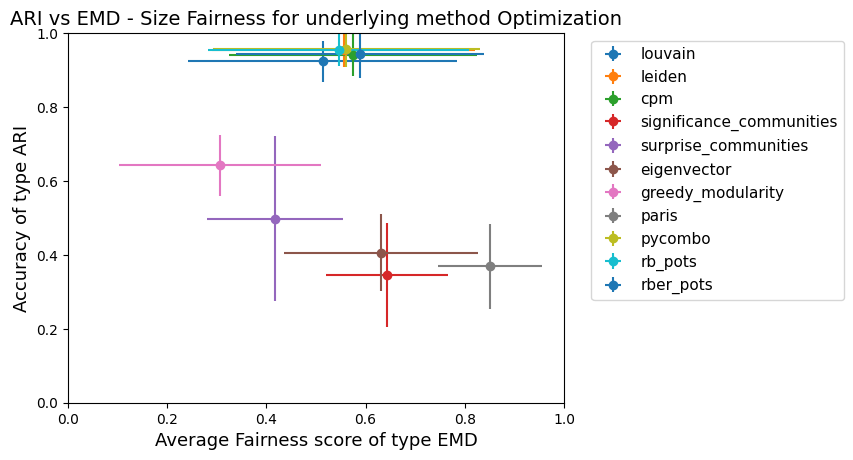 ARI vs EMD - Size Fairness for underlying method Optimization
Accuracy of type ARI
1.0
0.8
0.6
0.4
0.2
0.0
0.0 0.2 0.4 0.6 0.8 1.0
Average Fairness score of type EMD
louvain
leiden
cpm
significance_communities
surprise_communities
eigenvector
greedy_modularity
paris
pycombo
rb_pots
rber_pots